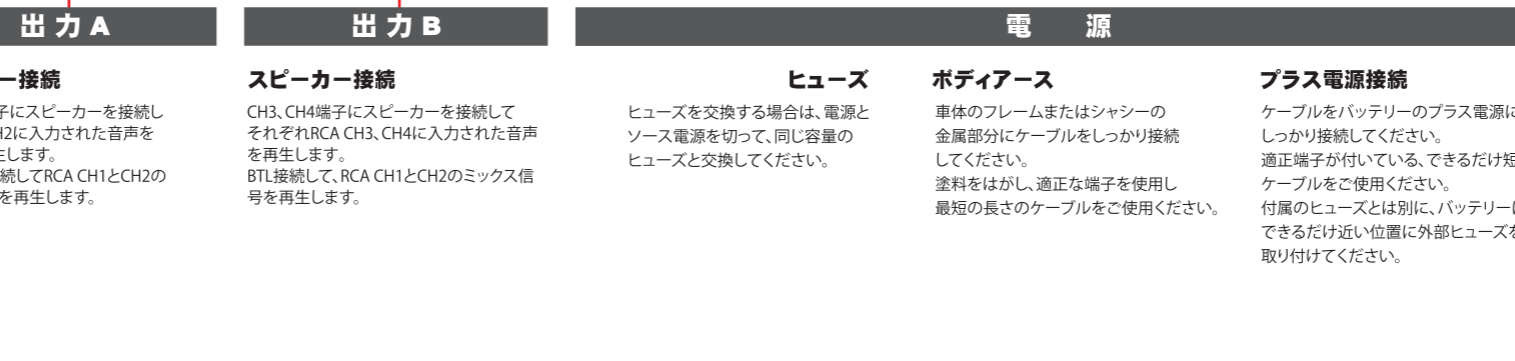 出力A
ー接続
子にスピーカーを接続し
H2に入力された音声を
生します。
続してRCA CH1とCH2の
を再生します。
出力B
スピーカー接続
CH3、CH4端子にスピーカーを接続して
それぞれRCA CH3、CH4に入力された音声
を再生します。
BTL接続して、RCA CH1とCH2のミックス信
号を再生します。
電 源
ヒューズ
ヒューズを交換する場合は、電源と
ソース電源を切って、同じ容量の
ヒューズと交換してください。
ボディアース
車体のフレームまたはシャシーの
金属部分にケーブルをしっかり接続
してください。
塗料をはがし、適正な端子を使用し
最短の長さのケーブルをご使用ください。
プラス電源接続
ケーブルをバッテリーのプラス電源に
しっかり接続してください。
適正端子が付いている、できるだけ短
ケーブルをご使用ください。
付属のヒューズとは別に、バッテリーに
できるだけ近い位置に外部ヒューズを
取り付けてください。